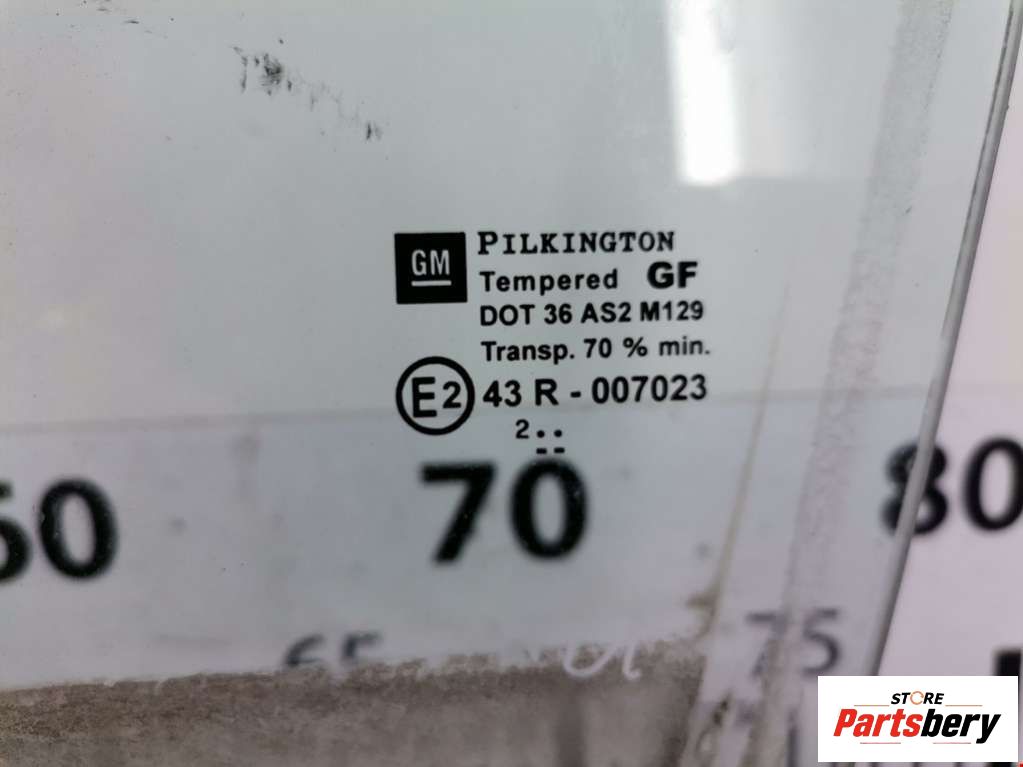 GM PILKINGTON
Tempered GF
DOT 36 AS2 M129
Transp. 70 % min.
E2 43 R - 007023
2..
60 70 80
65 75
STORE
Partsbery